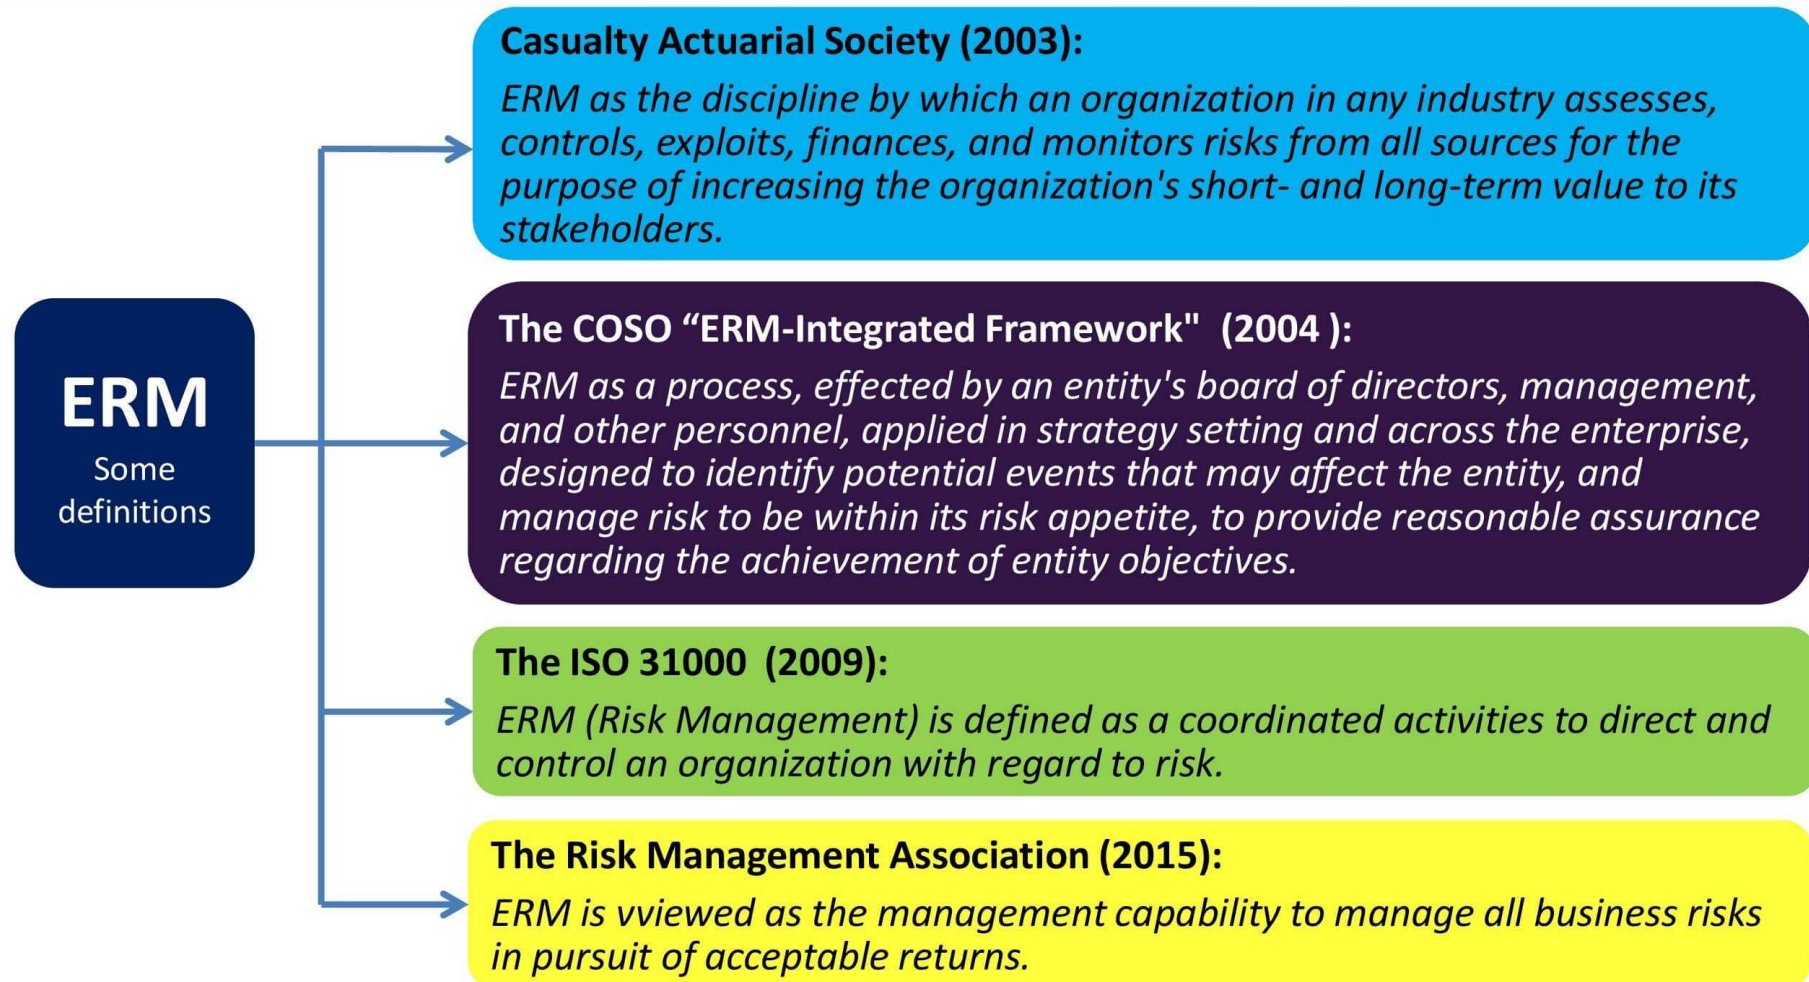 ERM
Some
definitions
Casualty Actuarial Society (2003):
ERM as the discipline by which an organization in any industry assesses,
controls, exploits, finances, and monitors risks from all sources for the
purpose of increasing the organization's short- and long-term value to its
stakeholders.
The COSO “ERM-Integrated Framework"  (2004 ):
ERM as a process, effected by an entity's board of directors, management,
and other personnel, applied in strategy setting and across the enterprise,
designed to identify potential events that may affect the entity, and
manage risk to be within its risk appetite, to provide reasonable assurance
regarding the achievement of entity objectives.
The ISO 31000  (2009):
ERM (Risk Management) is defined as a coordinated activities to direct and
control an organization with regard to risk.
The Risk Management Association (2015):
ERM is vviewed as the management capability to manage all business risks
in pursuit of acceptable returns.